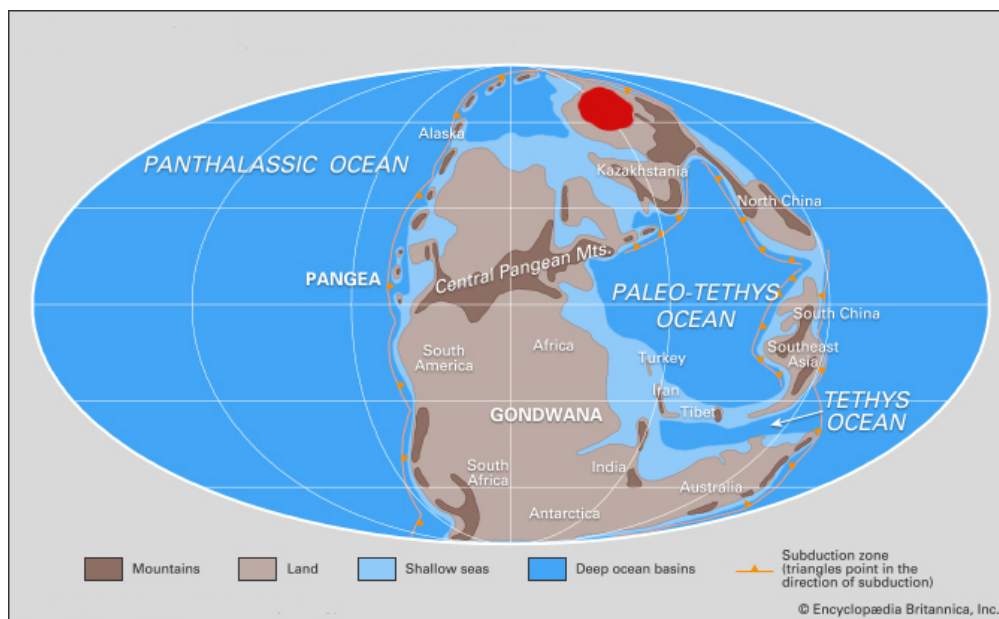 Alaska
PANTHALASSIC OCEAN
Kazakhstania
North China
Central Pangean Mts.
PANGEA
PALEO-TETHYS
OCEAN
South China
South
America
Africa
Turkey
Southeast
Asia
Iran
Tibet
TETHYS
OCEAN
GONDWANA
South
Africa
India
Australia
Antarctica
Mountains
Land
Shallow seas
Deep ocean basins
Subduction zone
(triangles point in the
direction of subduction)
© Encyclopædia Britannica, Inc.